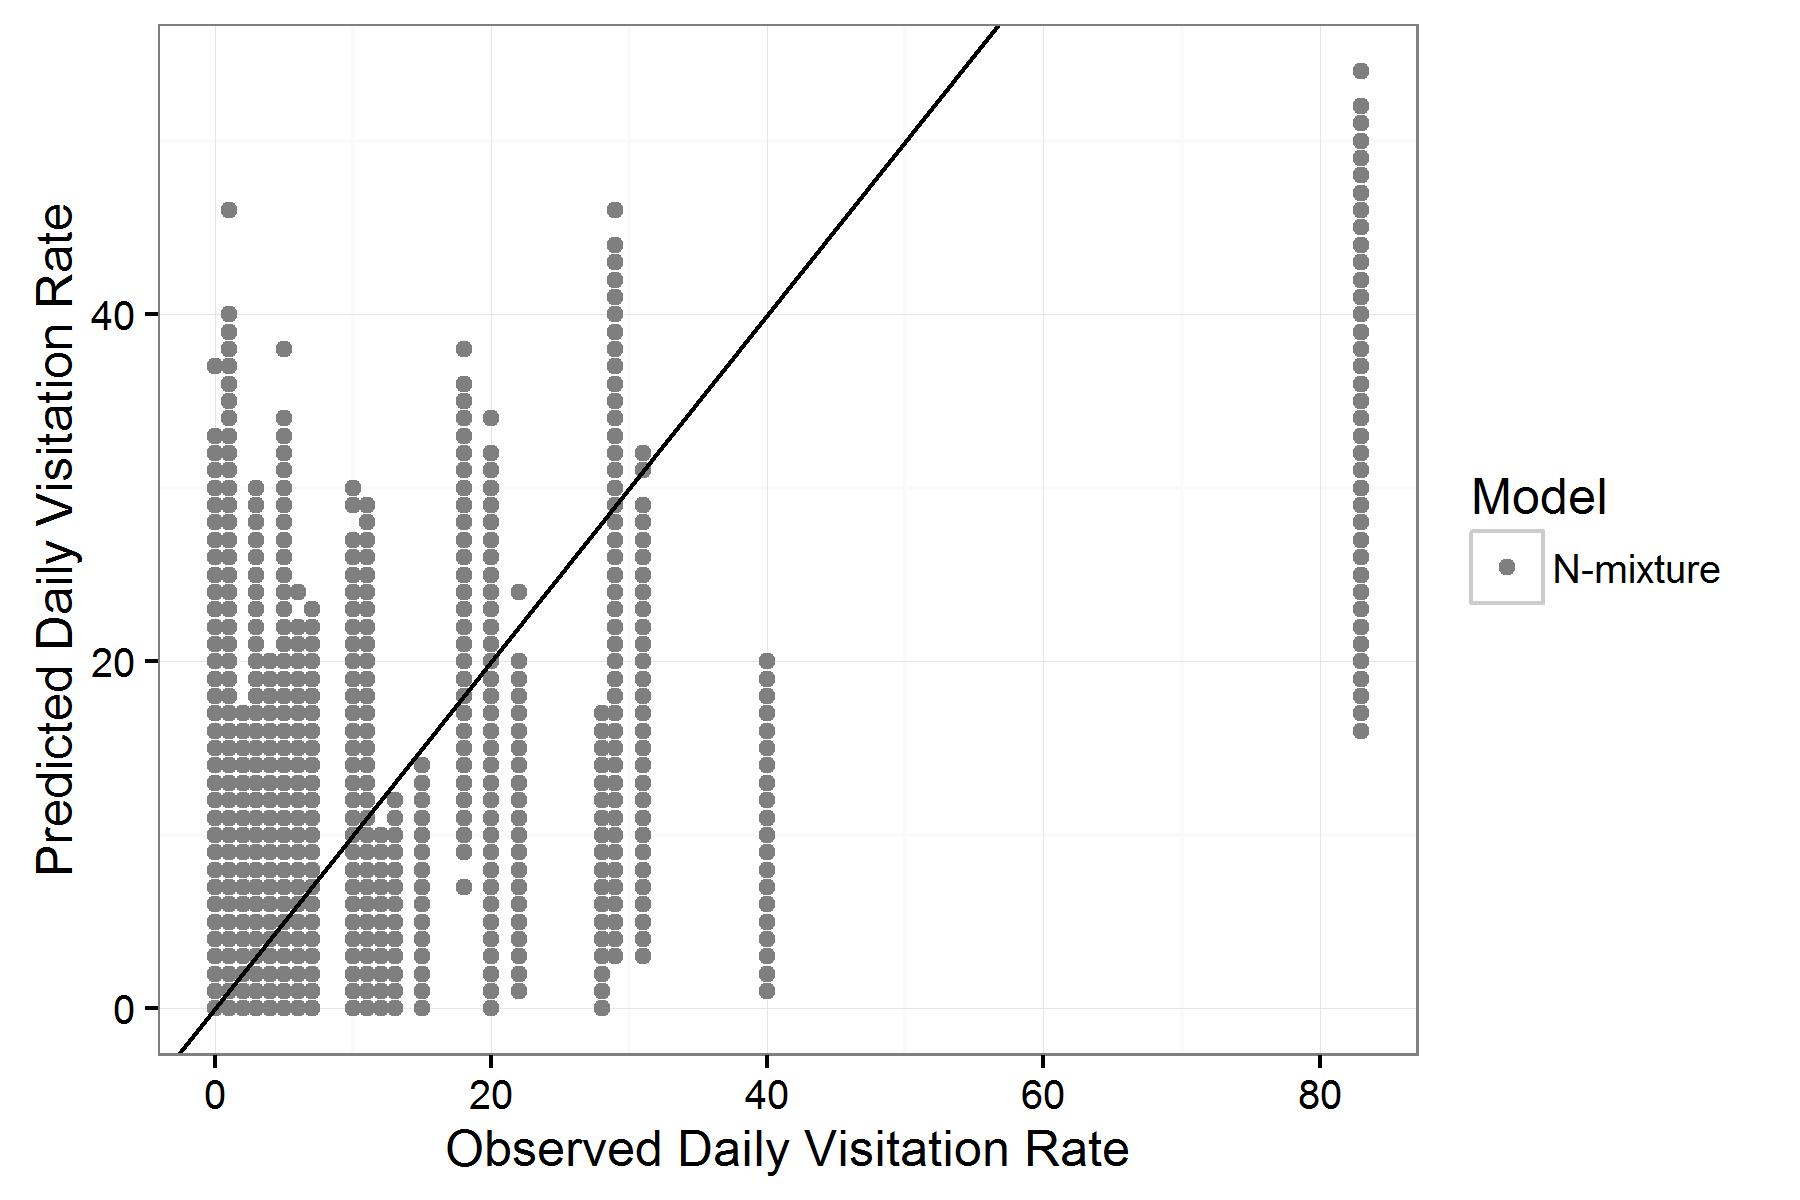 Predicted Daily Visitation Rate
40
20
0
0 20 40 60 80
Observed Daily Visitation Rate
Model
N-mixture